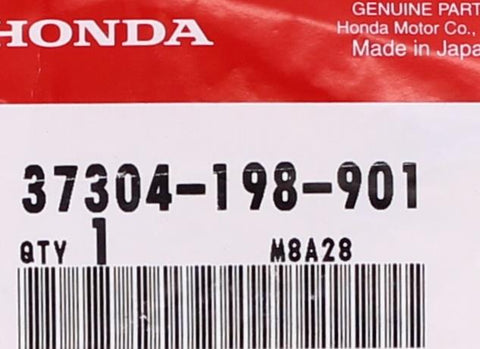 HONDA
GENUINE PART
Honda Motor Co.,
Made in Japa
37304-198-901
QTY 1 M8A28